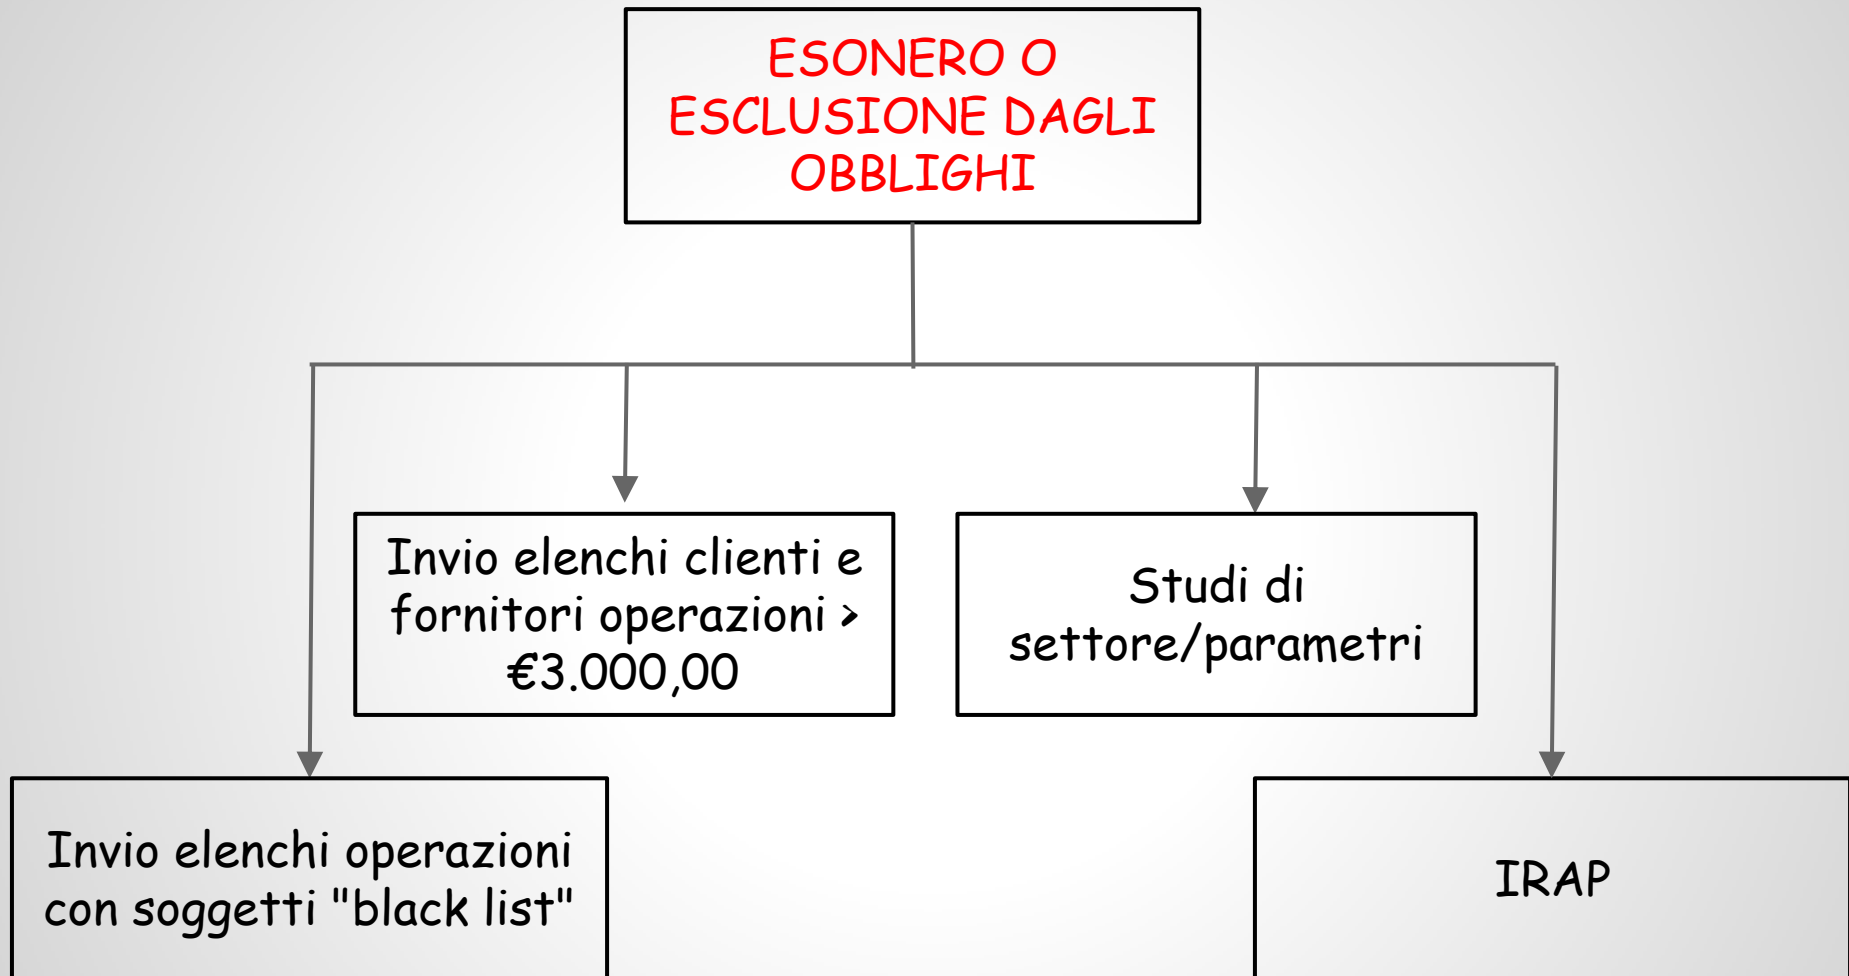 ESONERO O
ESCLUSIONE DAGLI
OBBLIGHI
Invio elenchi clienti e
fornitori operazioni >
€3.000,00
Studi di
settore/parametri
Invio elenchi operazioni
con soggetti "black list"
IRAP